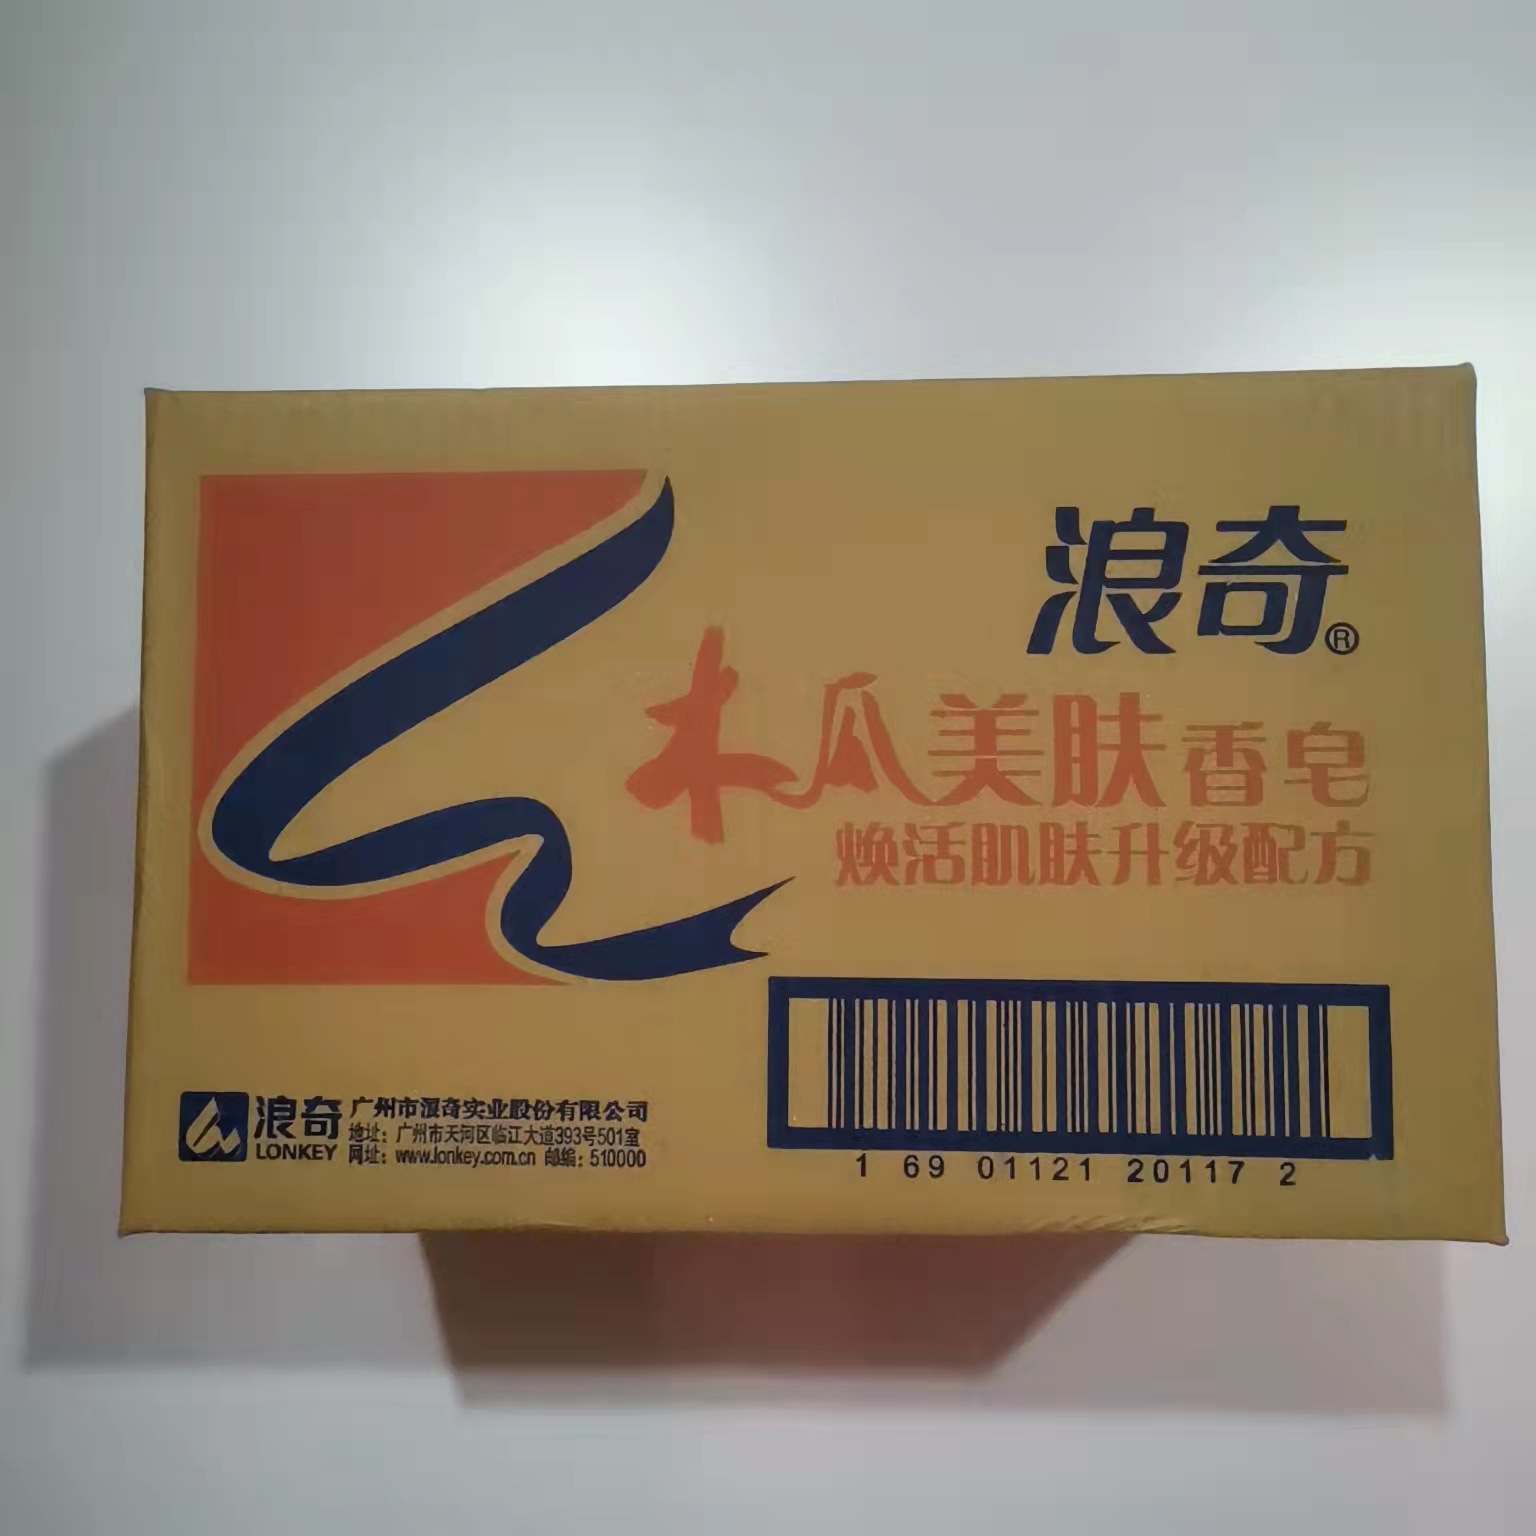 浪奇®
木瓜美肤香皂
焕活肌肤升级配方
1 69 01121 20117 2
浪奇
LONKEY
广州市浪奇实业股份有限公司
地址：广州市天河区临江大道393号501室
网址：www.lonkey.com.cn 邮编：510000